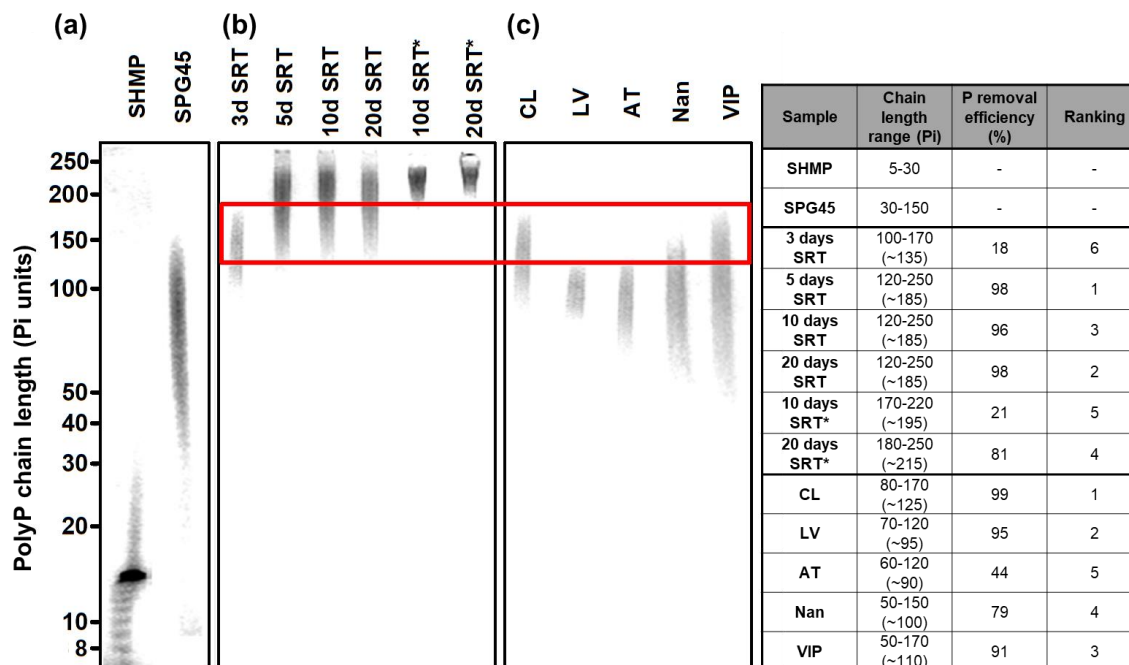 (a)
(b)
(c)
SHMP
SPG45
3d SRT
5d SRT
10d SRT
20d SRT
10d SRT*
20d SRT*
CL
LV
AT
Nan
VIP
PolyP chain length (Pi units)
250
200
150
100
50
40
30
20
10
8
Sample
Chain
length
range (Pi)
P removal
efficiency
(%)
Ranking
SHMP
5-30
-
-
SPG45
30-150
-
-
3 days
SRT
100-170
(~135)
18
6
5 days
SRT
120-250
(~185)
98
1
10 days
SRT
120-250
(~185)
96
3
20 days
SRT
120-250
(~185)
98
2
10 days
SRT*
170-220
(~195)
21
5
20 days
SRT*
180-250
(~215)
81
4
CL
80-170
(~125)
99
1
LV
70-120
(~95)
95
2
AT
60-120
(~90)
44
5
Nan
50-150
(~100)
79
4
VIP
50-170
(~110)
91
3